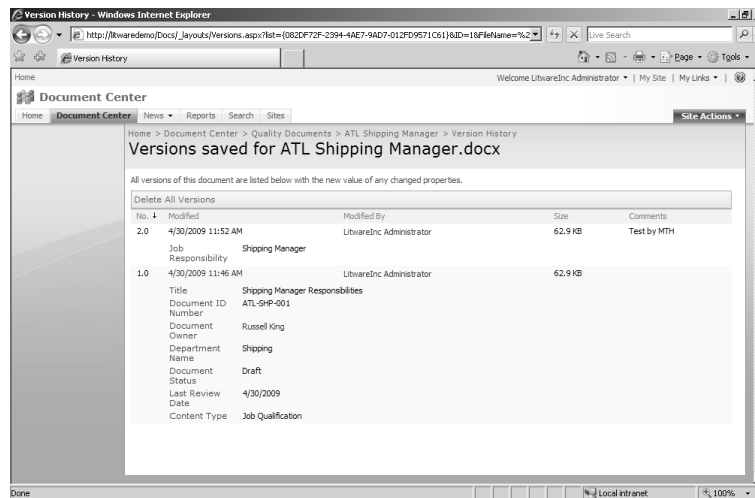 Version History - Windows Internet Explorer
http://litwaredemo/Docs/_layouts/Versions.aspx?list={082DF72F-2394-4AE7-9AD7-012FD9571C61}&ID=1&FileName=%2
Live Search
Version History
Page
Tools
Home
Welcome LitwareInc Administrator | My Site | My Links |
Document Center
Home Document Center News Reports Search Sites
Site Actions
Home > Document Center > Quality Documents > ATL Shipping Manager > Version History
Versions saved for ATL Shipping Manager.docx
All versions of this document are listed below with the new value of any changed properties.
Delete All Versions
No. ↓ Modified Modified By Size Comments
2.0 4/30/2009 11:52 AM LitwareInc Administrator 62.9 KB Test by MTH
Job Shipping Manager
Responsibility
1.0 4/30/2009 11:46 AM LitwareInc Administrator 62.9 KB
Title Shipping Manager Responsibilities
Document ID ATL-SHP-001
Number
Document Russell King
Owner
Department Shipping
Name
Document Draft
Status
Last Review 4/30/2009
Date
Content Type Job Qualification
Done
Local intranet
100%